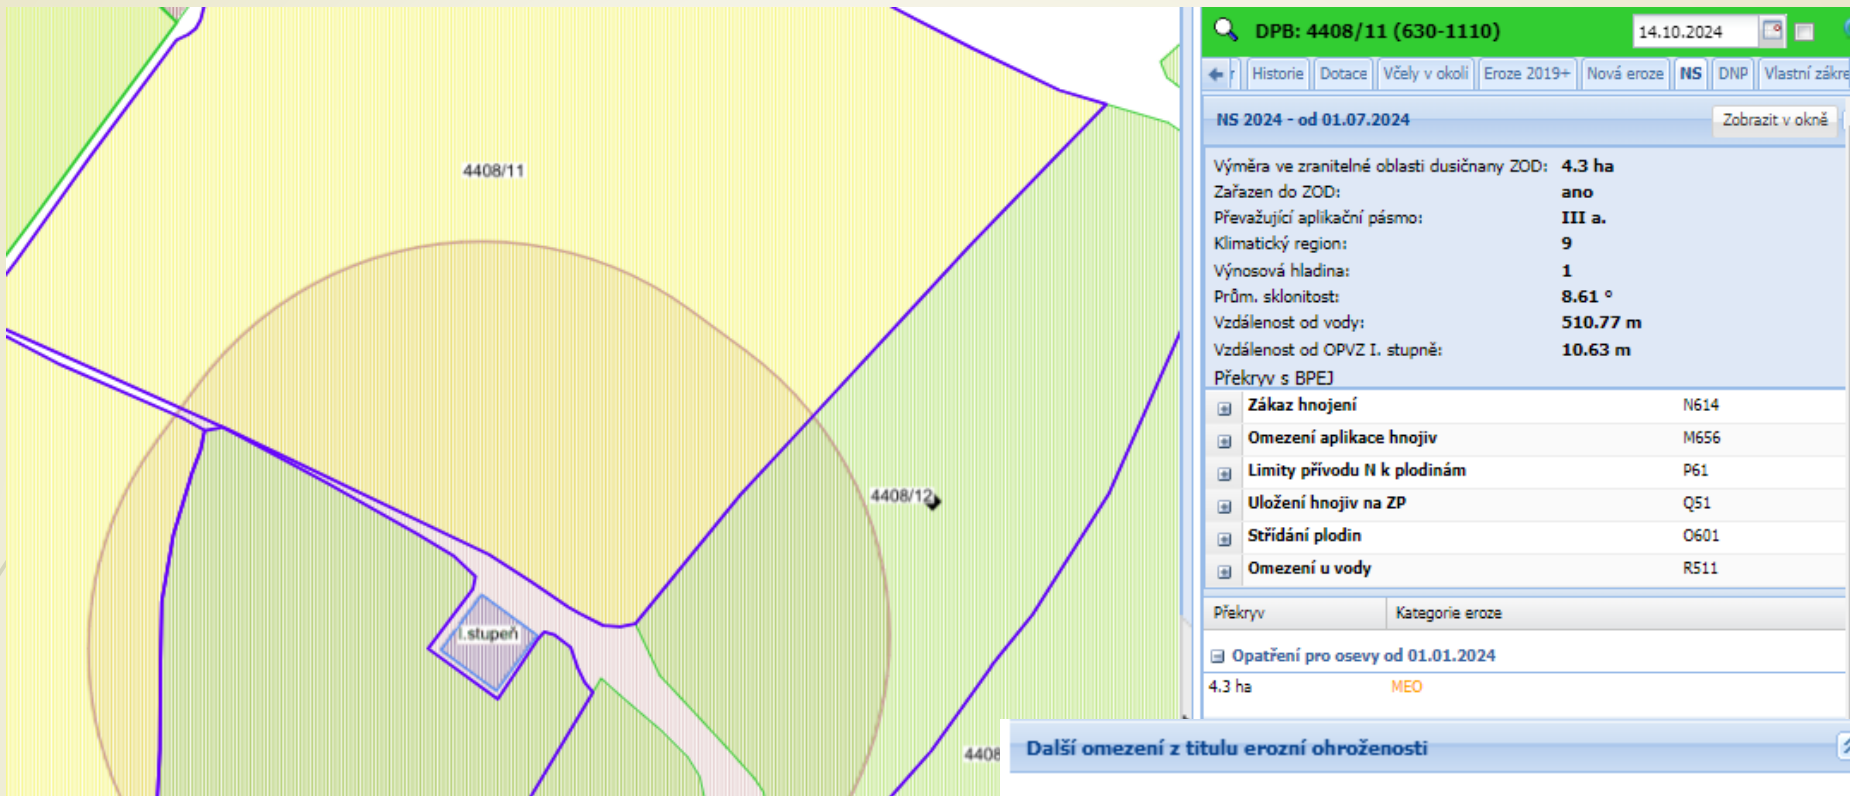 4408/11
I.stupeň
4408/12
4408
DPB: 4408/11 (630-1110)
14.10.2024
Historie Dotace Včely v okolí Eroze 2019+ Nová eroze NS DNP Vlastní zákre
NS 2024 - od 01.07.2024 Zobrazit v okně
Výměra ve zranitelné oblasti dusičnany ZOD: 4.3 ha
Zařazen do ZOD: ano
Převažující aplikační pásmo: III a.
Klimatický region: 9
Výnosová hladina: 1
Prům. sklonitost: 8.61 °
Vzdálenost od vody: 510.77 m
Vzdálenost od OPVZ I. stupně: 10.63 m
Překryv s BPEJ
Zákaz hnojení N614
Omezení aplikace hnojiv M656
Limity přívodu N k plodinám P61
Uložení hnojiv na ZP Q51
Střídání plodin O601
Omezení u vody R511
Překryv Kategorie eroze
Opatření pro osevy od 01.01.2024
4.3 ha MEO
Další omezení z titulu erozní ohroženosti